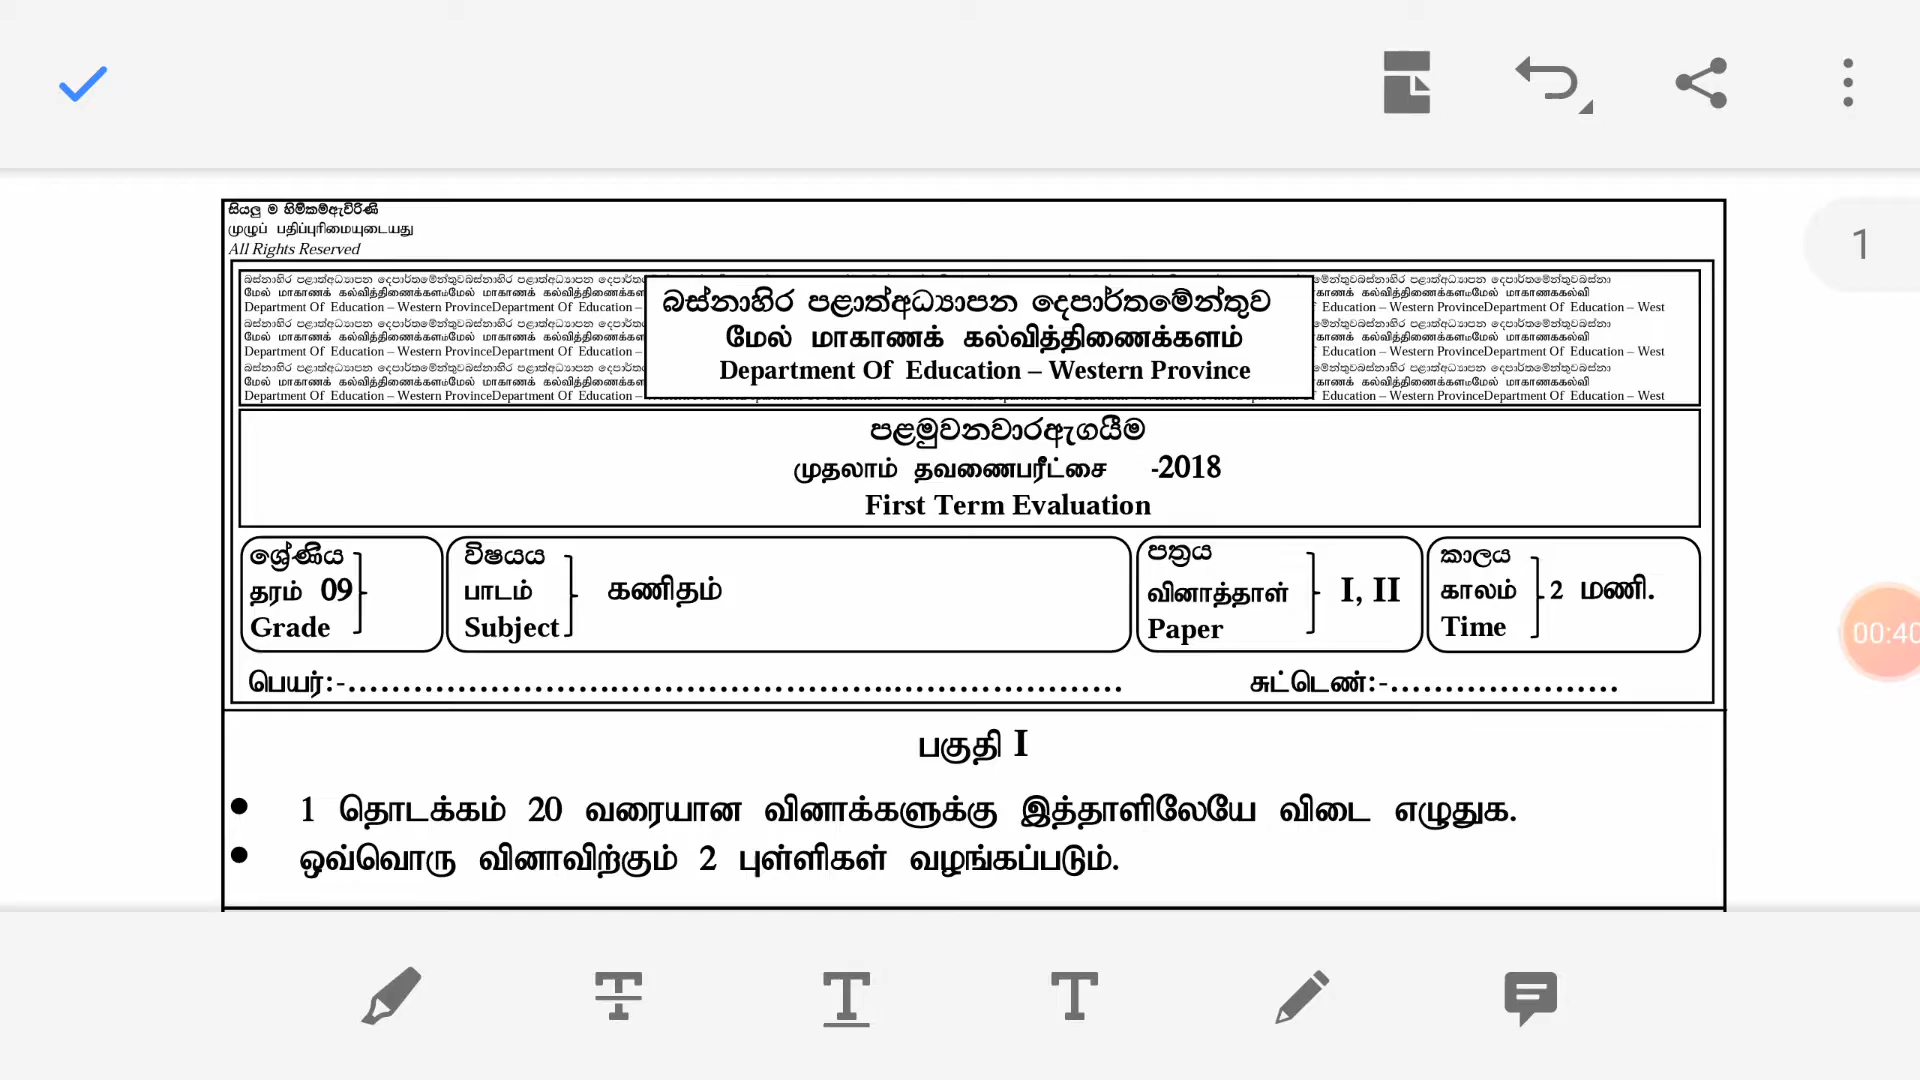 සියලු ම හිමිකම්ඇවිරිණි
முழுப் பதிப்புரிமையுடையது
All Rights Reserved
බස්නාහිර පළාත්අධ්‍යාපන දෙපාර්තමේන්තුව
மேல் மாகாணக் கல்வித்திணைக்களம்
Department Of Education – Western Province
පළමුවනවාරඇගයීම
முதலாம் தவணைபரீட்சை -2018
First Term Evaluation
ශ්‍රේණිය
தரம் 09
Grade
විෂයය
பாடம் கணிதம்
Subject
පත්‍රය
வினாத்தாள் I, II
Paper
කාලය
காலம் 2 மணி.
Time
பெயர்:-.......................................................................
சுட்டெண்:-.....................
பகுதி I
● 1 தொடக்கம் 20 வரையான வினாக்களுக்கு இத்தாளிலேயே விடை எழுதுக.
● ஒவ்வொரு வினாவிற்கும் 2 புள்ளிகள் வழங்கப்படும்.
1
00:40